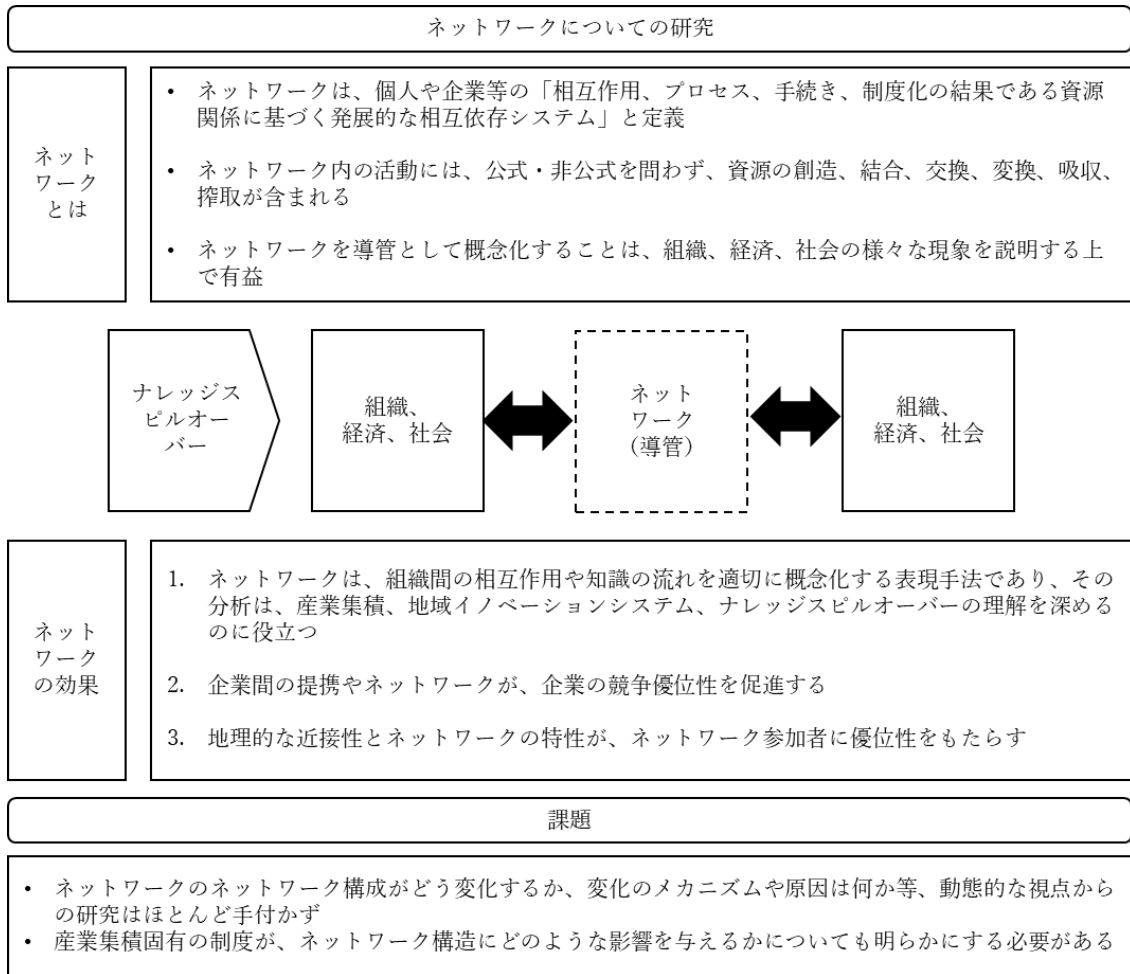 ネットワークについての研究
ネット
ワーク
とは
• ネットワークは、個人や企業等の「相互作用、プロセス、手続き、制度化の結果である資源
関係に基づく発展的な相互依存システム」と定義
• ネットワーク内の活動には、公式・非公式を問わず、資源の創造、結合、交換、変換、吸収、
搾取が含まれる
• ネットワークを導管として概念化することは、組織、経済、社会の様々な現象を説明する上
で有益
ナレッジス
ピルオー
バー
組織、
経済、社会
ネット
ワーク
（導管）
組織、
経済、社会
ネット
ワーク
の効果
1. ネットワークは、組織間の相互作用や知識の流れを適切に概念化する表現手法であり、その
分析は、産業集積、地域イノベーションシステム、ナレッジスピルオーバーの理解を深める
のに役立つ
2. 企業間の提携やネットワークが、企業の競争優位性を促進する
3. 地理的な近接性とネットワークの特性が、ネットワーク参加者に優位性をもたらす
課題
• ネットワークのネットワーク構成がどう変化するか、変化のメカニズムや原因は何か等、動態的な視点から
の研究はほとんど手付かず
• 産業集積固有の制度が、ネットワーク構造にどのような影響を与えるかについても明らかにする必要がある